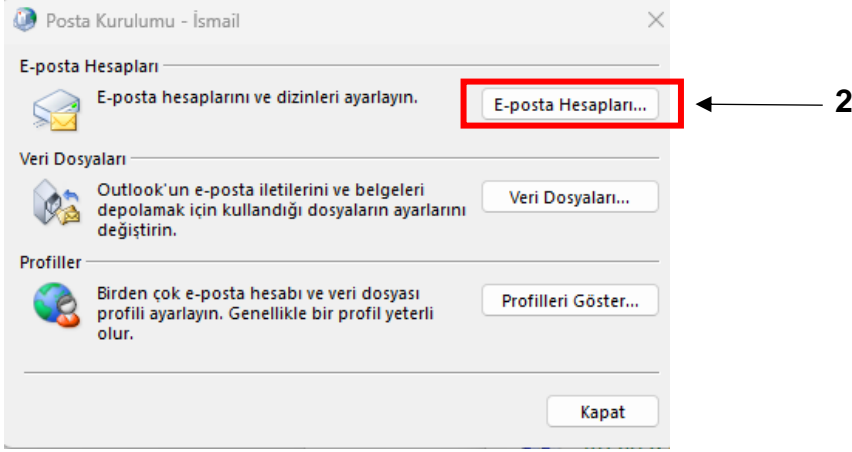 Posta Kurulumu - İsmail
E-posta Hesapları
E-posta hesaplarını ve dizinleri ayarlayın.
E-posta Hesapları...
2
Veri Dosyaları
Outlook'un e-posta iletilerini ve belgeleri
depolamak için kullandığı dosyaların ayarlarını
değiştirin.
Veri Dosyaları...
Profiller
Birden çok e-posta hesabı ve veri dosyası
profili ayarlayın. Genellikle bir profil yeterli
olur.
Profilleri Göster...
Kapat